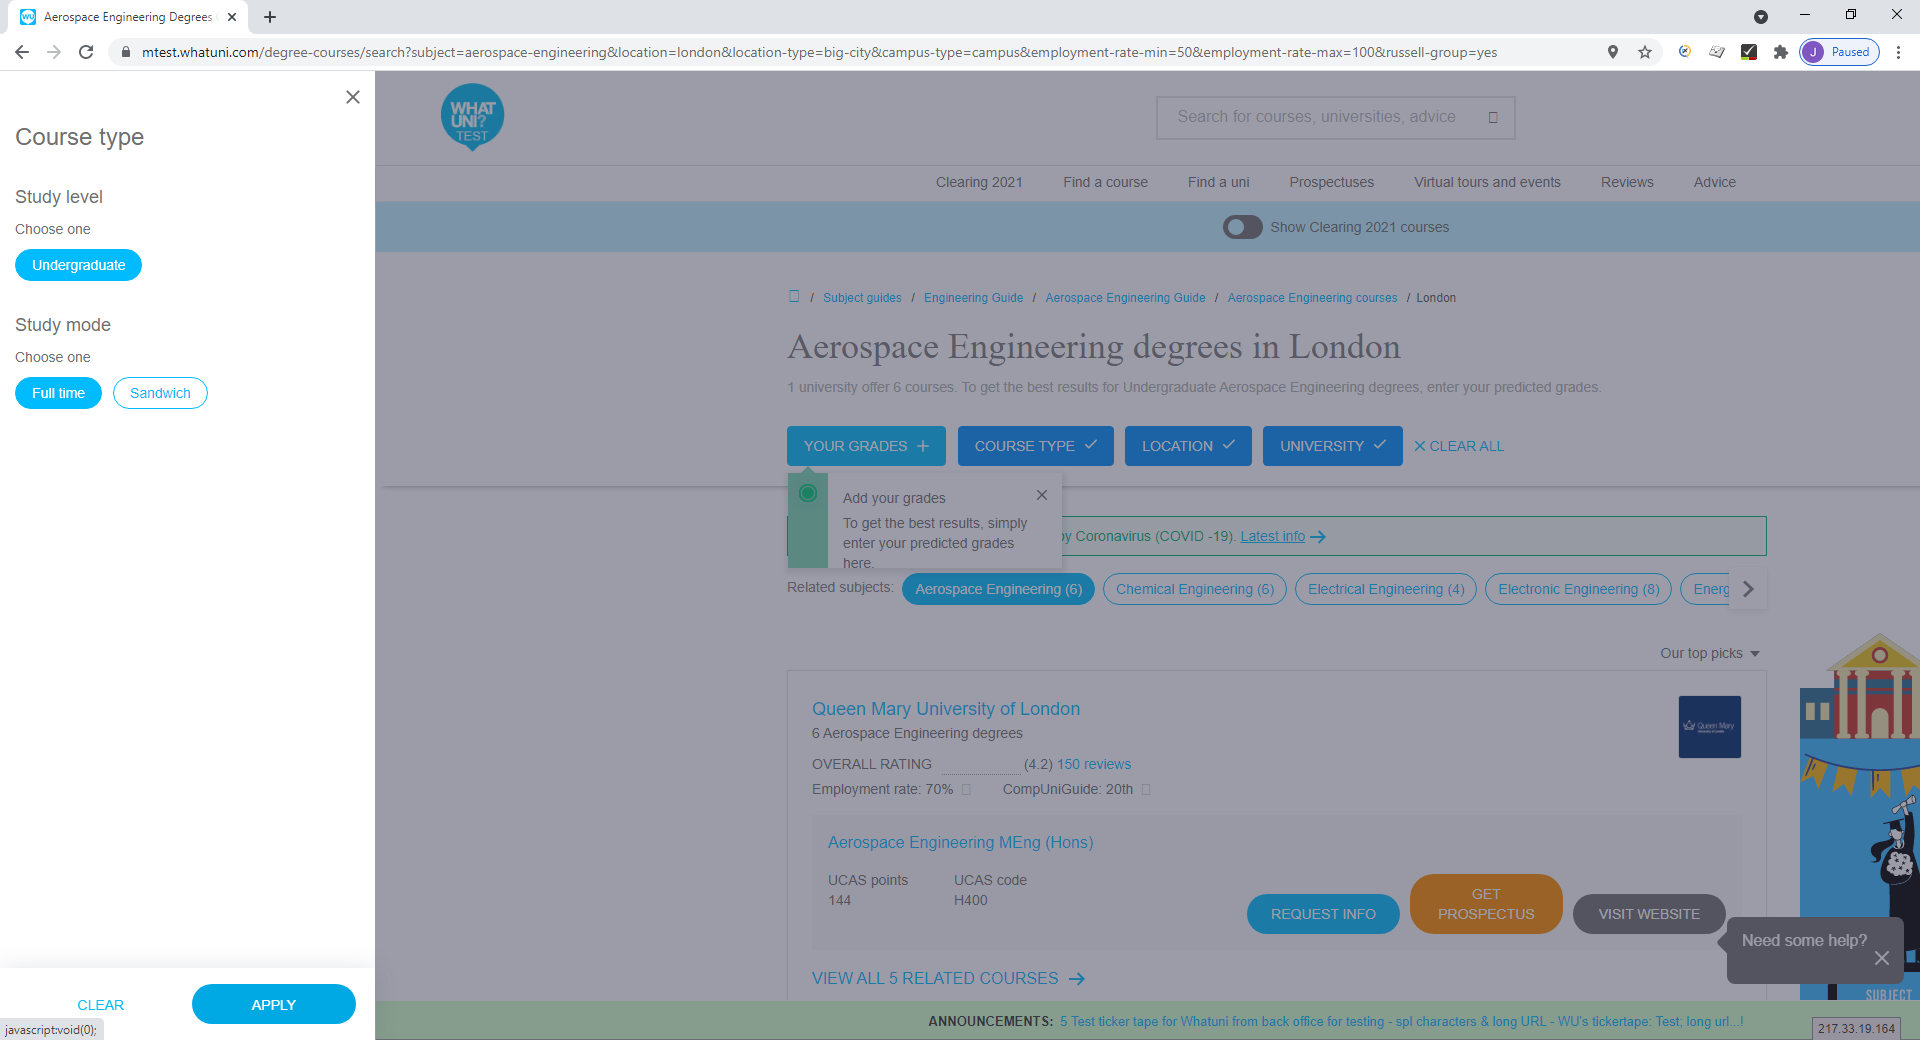 Aerospace Engineering Degrees
mtest.whatuni.com/degree-courses/search?subject=aerospace-engineering&location=london&location-type=big-city&campus-type=campus&employment-rate-min=50&employment-rate-max=100&russell-group=yes
J Paused
Course type
Study level
Choose one
Undergraduate
Study mode
Choose one
Full time Sandwich
CLEAR APPLY
javascript:void(0);
WHAT
UNI?
TEST
Search for courses, universities, advice
Clearing 2021 Find a course Find a uni Prospectuses Virtual tours and events Reviews Advice
Show Clearing 2021 courses
/ Subject guides / Engineering Guide / Aerospace Engineering Guide / Aerospace Engineering courses / London
Aerospace Engineering degrees in London
1 university offer 6 courses. To get the best results for Undergraduate Aerospace Engineering degrees, enter your predicted grades.
YOUR GRADES COURSE TYPE LOCATION UNIVERSITY CLEAR ALL
Add your grades
To get the best results, simply
enter your predicted grades
here.
by Coronavirus (COVID -19). Latest info
Related subjects: Aerospace Engineering (6) Chemical Engineering (6) Electrical Engineering (4) Electronic Engineering (8) Energ
Our top picks
Queen Mary University of London
6 Aerospace Engineering degrees
OVERALL RATING (4.2) 150 reviews
Employment rate: 70% CompUniGuide: 20th
Queen Mary
Aerospace Engineering MEng (Hons)
UCAS points UCAS code
144 H400
REQUEST INFO GET PROSPECTUS VISIT WEBSITE
VIEW ALL 5 RELATED COURSES
Need some help?
SUBJECT
ANNOUNCEMENTS: 5 Test ticker tape for Whatuni from back office for testing - spl characters & long URL - WU's tickertape: Test; long url...!
217.33.19.164